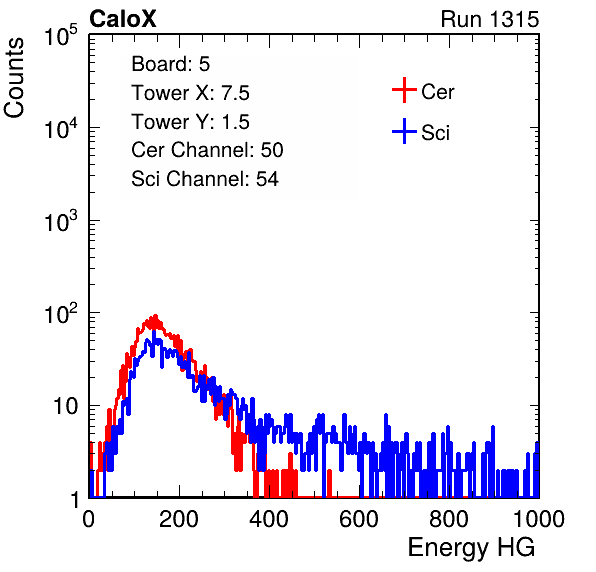 CaloX Run 1315
Counts
Board: 5
Tower X: 7.5
Tower Y: 1.5
Cer Channel: 50
Sci Channel: 54
Cer
Sci
10^5
10^4
10^3
10^2
10
1
0 200 400 600 800 1000
Energy HG